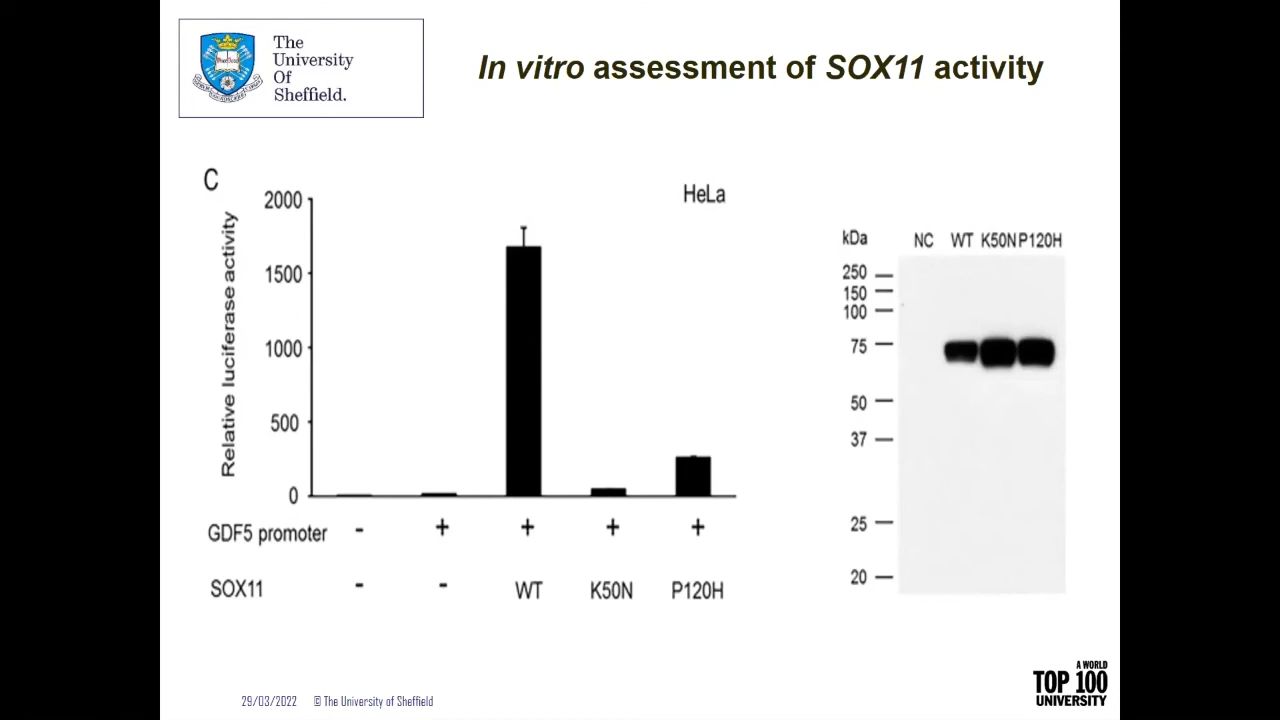 The
University
Of
Sheffield.
In vitro assessment of SOX11 activity
C
HeLa
Relative luciferase activity
2000
1500
1000
500
0
GDF5 promoter - + + + +
SOX11 - - WT K50N P120H
kDa NC WT K50N P120H
250
150
100
75
50
37
25
20
29/03/2022 © The University of Sheffield
A WORLD
TOP 100
UNIVERSITY